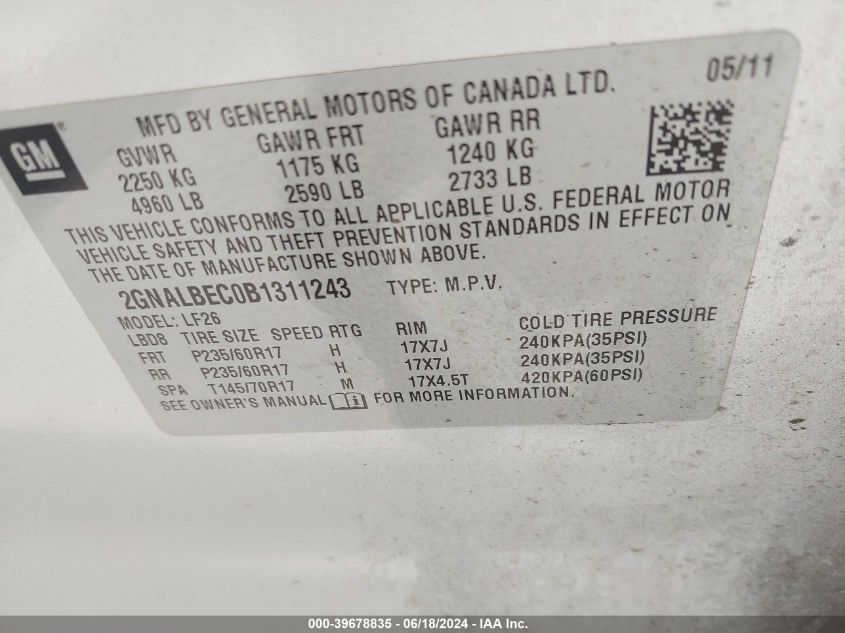 05/11
MFD BY GENERAL MOTORS OF CANADA LTD.
GM®
GVWR GAWR FRT GAWR RR
2250 KG 1175 KG 1240 KG
4960 LB 2590 LB 2733 LB
THIS VEHICLE CONFORMS TO ALL APPLICABLE U.S. FEDERAL MOTOR
VEHICLE SAFETY AND THEFT PREVENTION STANDARDS IN EFFECT ON
THE DATE OF MANUFACTURE SHOWN ABOVE.
2GNALBEC0B1311243 TYPE: M.P.V.
MODEL: LF26
LBD8 TIRE SIZE SPEED RTG RIM COLD TIRE PRESSURE
FRT P235/60R17 H 17X7J 240KPA(35PSI)
RR P235/60R17 H 17X7J 240KPA(35PSI)
SPA T145/70R17 M 17X4.5T 420KPA(60PSI)
SEE OWNER'S MANUAL FOR MORE INFORMATION.
000-39678835 - 06/18/2024 - IAA Inc.